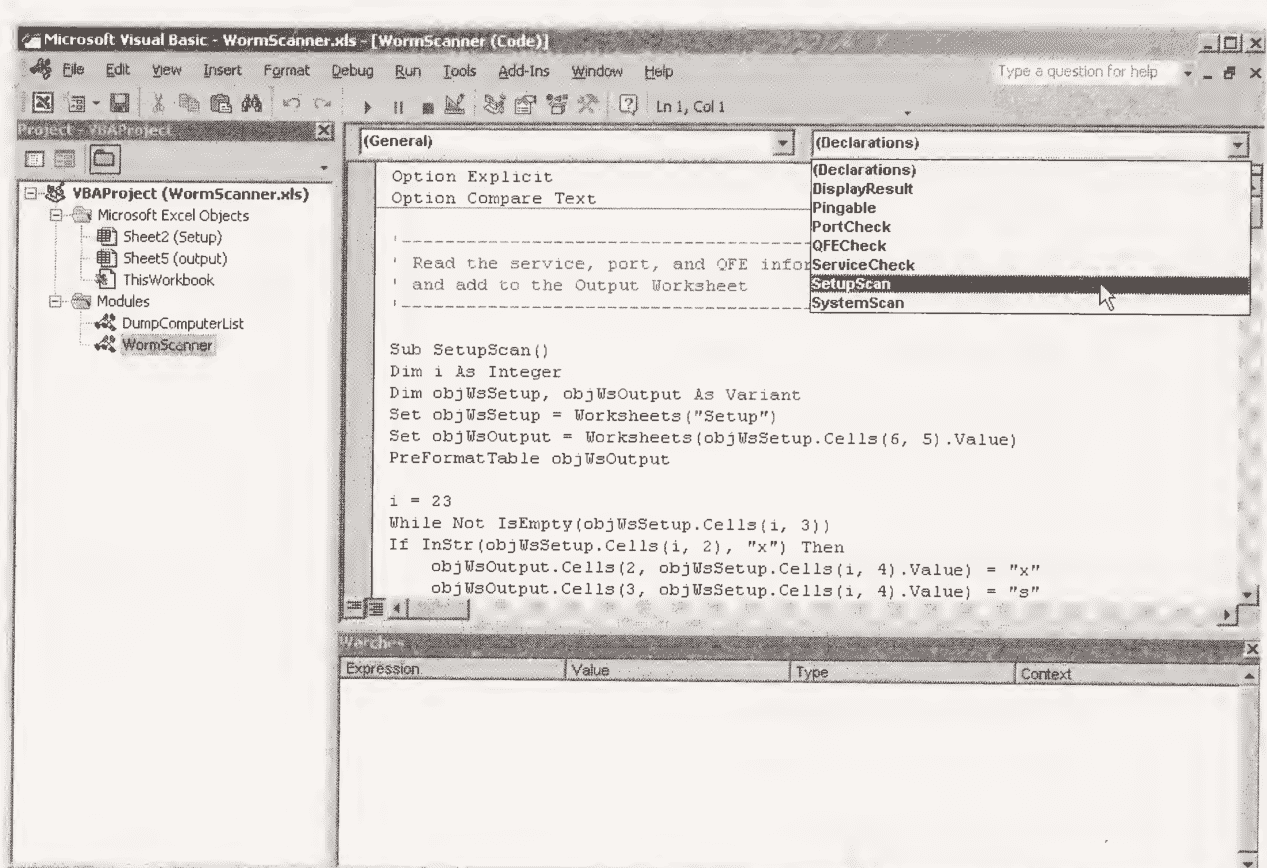 Microsoft Visual Basic - WormScanner.xls - [WormScanner (Code)]
File Edit View Insert Format Debug Run Tools Add-Ins Window Help Type a question for help
Ln 1, Col 1
Project - VBAProject
(General) (Declarations)
VBAProject (WormScanner.xls)
Microsoft Excel Objects
Sheet2 (Setup)
Sheet5 (output)
ThisWorkbook
Modules
DumpComputerList
WormScanner
(Declarations)
DisplayResult
Pingable
PortCheck
QFECheck
ServiceCheck
SetupScan
SystemScan
Option Explicit
Option Compare Text
'----------------------------------------
' Read the service, port, and QFE infor
' and add to the Output Worksheet
'----------------------------------------
Sub SetupScan()
Dim i As Integer
Dim objWsSetup, objWsOutput As Variant
Set objWsSetup = Worksheets("Setup")
Set objWsOutput = Worksheets(objWsSetup.Cells(6, 5).Value)
PreFormatTable objWsOutput
i = 23
While Not IsEmpty(objWsSetup.Cells(i, 3))
If InStr(objWsSetup.Cells(i, 2), "x") Then
objWsOutput.Cells(2, objWsSetup.Cells(i, 4).Value) = "x"
objWsOutput.Cells(3, objWsSetup.Cells(i, 4).Value) = "s"
Watches
Expression Value Type Context